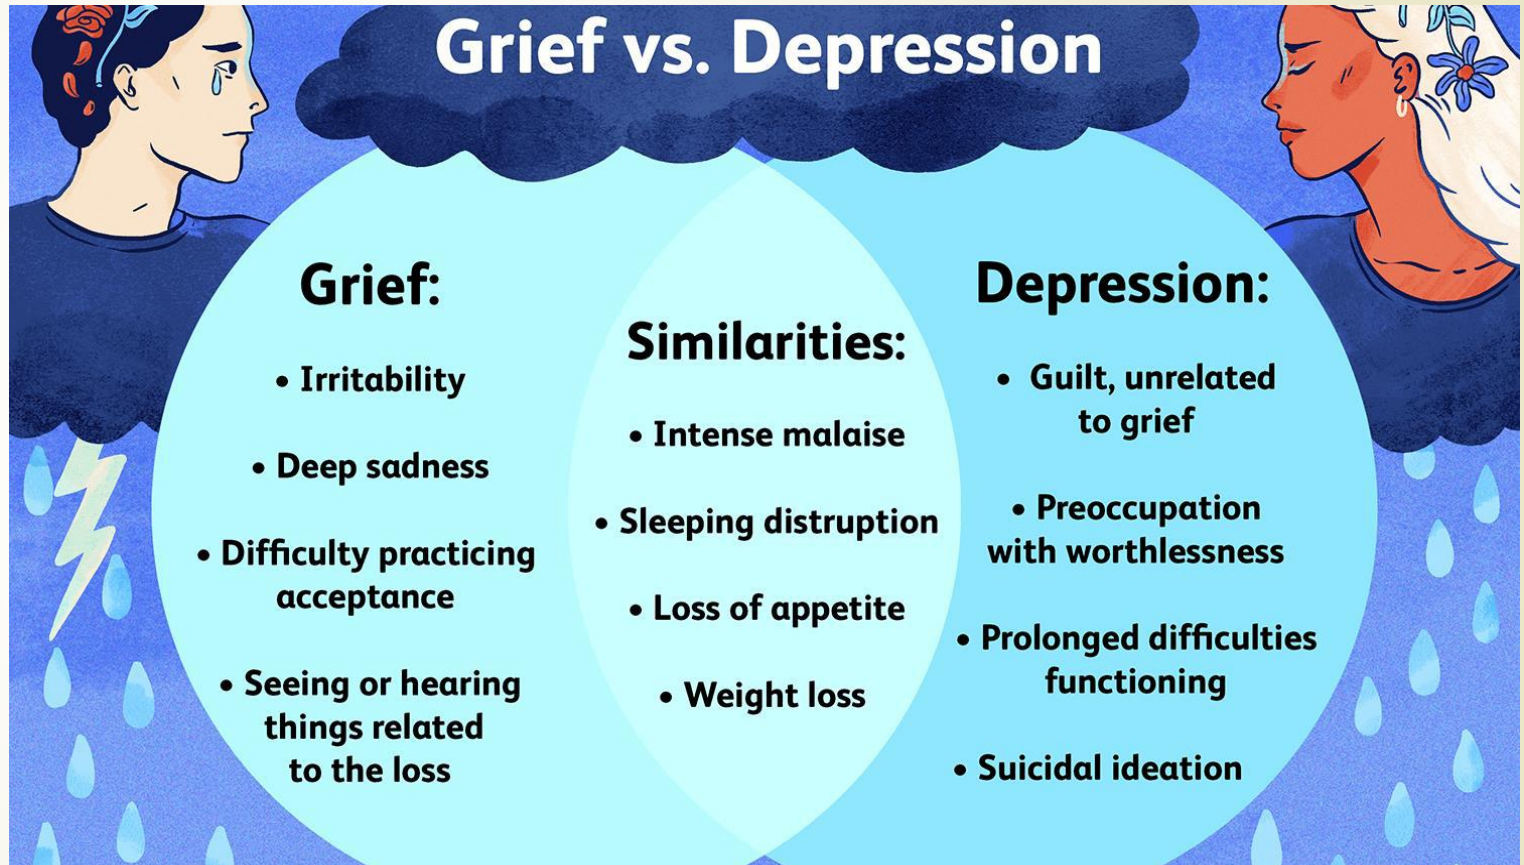 Grief vs. Depression
Grief:
• Irritability
• Deep sadness
• Difficulty practicing
acceptance
• Seeing or hearing
things related
to the loss
Similarities:
• Intense malaise
• Sleeping distruption
• Loss of appetite
• Weight loss
Depression:
• Guilt, unrelated
to grief
• Preoccupation
with worthlessness
• Prolonged difficulties
functioning
• Suicidal ideation